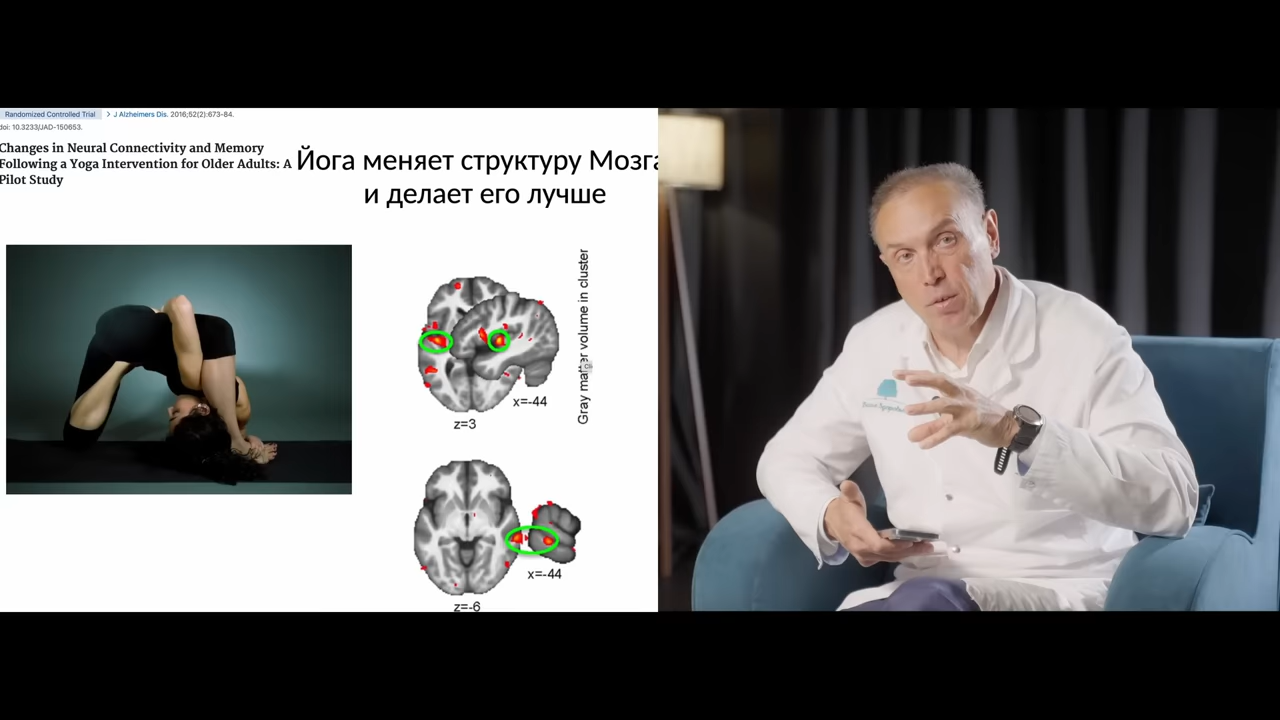 Randomized Controlled Trial > J Alzheimers Dis. 2016;52(2):673-84.
doi: 10.3233/JAD-150653.
Changes in Neural Connectivity and Memory
Following a Yoga Intervention for Older Adults: A
Pilot Study
Йога меняет структуру Мозга
и делает его лучше
Gray matter volume in cluster
x=-44
z=3
x=-44
z=-6